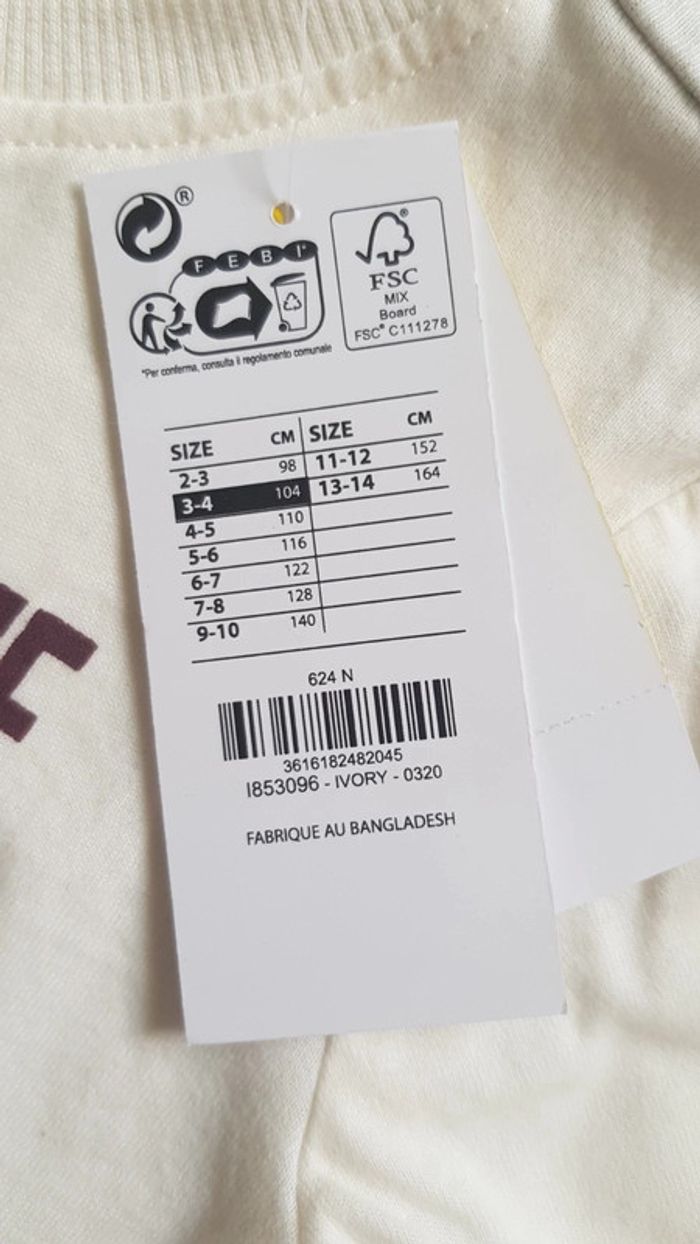 ®
F E B I*
*Per conferma, consulta il regolamento comunale
FSC®
MIX
Board
FSC® C111278
SIZE CM SIZE CM
2-3 98 11-12 152
3-4 104 13-14 164
4-5 110
5-6 116
6-7 122
7-8 128
9-10 140
624 N
3616182482045
I853096 - IVORY - 0320
FABRIQUE AU BANGLADESH